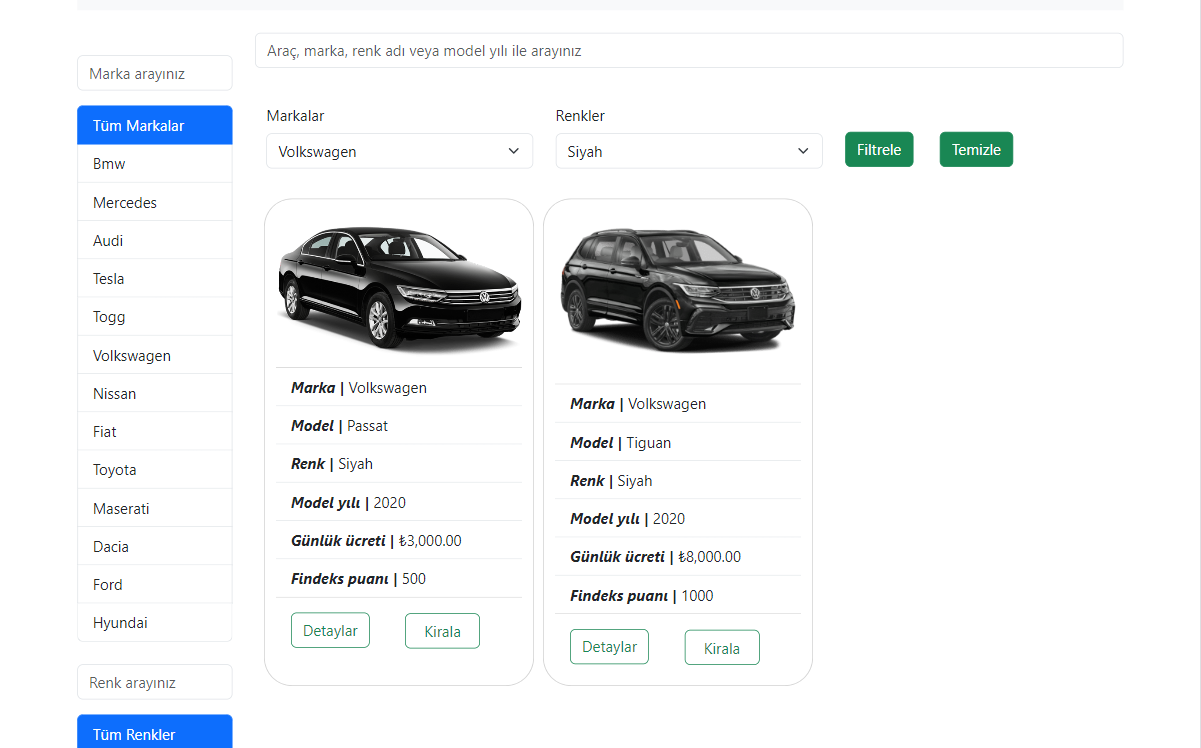 Araç, marka, renk adı veya model yılı ile arayınız
Marka arayınız
Tüm Markalar
Bmw
Mercedes
Audi
Tesla
Togg
Volkswagen
Nissan
Fiat
Toyota
Maserati
Dacia
Ford
Hyundai
Renk arayınız
Tüm Renkler
Markalar
Volkswagen
Renkler
Siyah
Filtrele
Temizle
Marka | Volkswagen
Model | Passat
Renk | Siyah
Model yılı | 2020
Günlük ücreti | ₺3,000.00
Findeks puanı | 500
Detaylar
Kirala
Marka | Volkswagen
Model | Tiguan
Renk | Siyah
Model yılı | 2020
Günlük ücreti | ₺8,000.00
Findeks puanı | 1000
Detaylar
Kirala